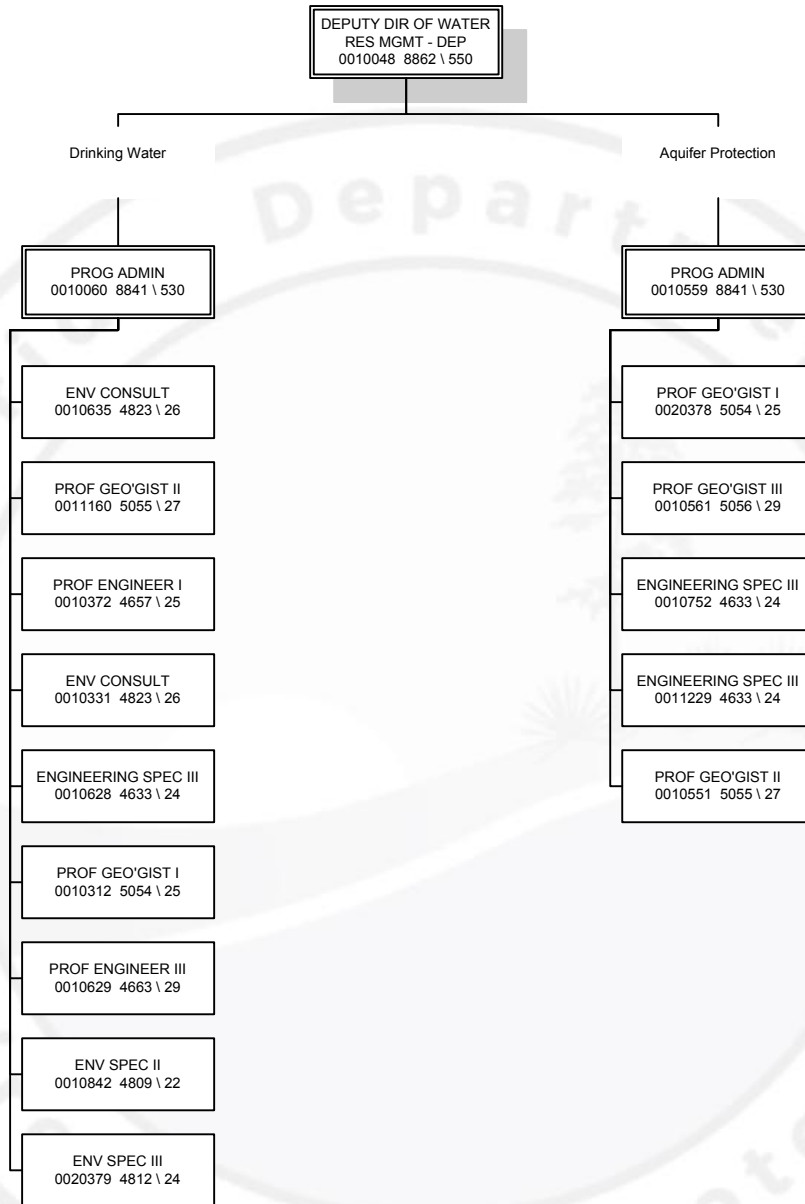 DEPUTY DIR OF WATER
RES MGMT - DEP
0010048 8862 \ 550
Drinking Water
PROG ADMIN
0010060 8841 \ 530
ENV CONSULT
0010635 4823 \ 26
PROF GEO'GIST II
0011160 5055 \ 27
PROF ENGINEER I
0010372 4657 \ 25
ENV CONSULT
0010331 4823 \ 26
ENGINEERING SPEC III
0010628 4633 \ 24
PROF GEO'GIST I
0010312 5054 \ 25
PROF ENGINEER III
0010629 4663 \ 29
ENV SPEC II
0010842 4809 \ 22
ENV SPEC III
0020379 4812 \ 24
Aquifer Protection
PROG ADMIN
0010559 8841 \ 530
PROF GEO'GIST I
0020378 5054 \ 25
PROF GEO'GIST III
0010561 5056 \ 29
ENGINEERING SPEC III
0010752 4633 \ 24
ENGINEERING SPEC III
0011229 4633 \ 24
PROF GEO'GIST II
0010551 5055 \ 27